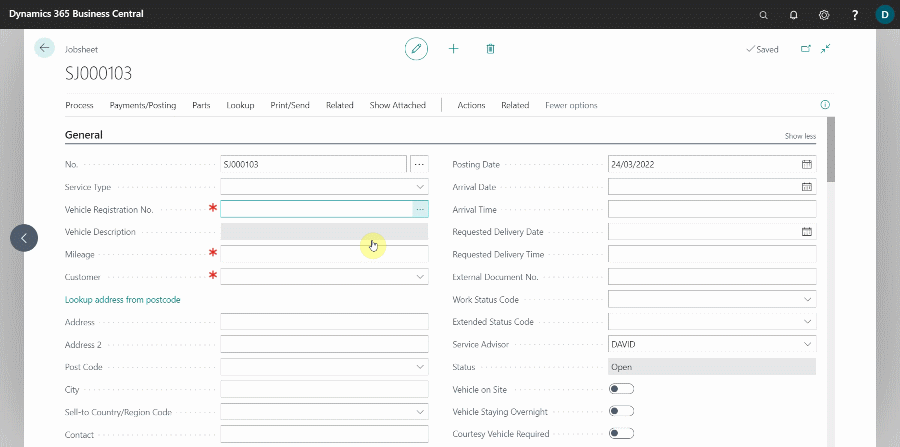 Dynamics 365 Business Central
? D
Jobsheet
Saved
SJ000103
Process Payments/Posting Parts Lookup Print/Send Related Show Attached Actions Related Fewer options
General
Show less
No. SJ000103 ...
Service Type
Vehicle Registration No. * ...
Vehicle Description
Mileage *
Customer *
Lookup address from postcode
Address
Address 2
Post Code
City
Sell-to Country/Region Code
Contact
Posting Date 24/03/2022
Arrival Date
Arrival Time
Requested Delivery Date
Requested Delivery Time
External Document No.
Work Status Code
Extended Status Code
Service Advisor DAVID
Status Open
Vehicle on Site
Vehicle Staying Overnight
Courtesy Vehicle Required